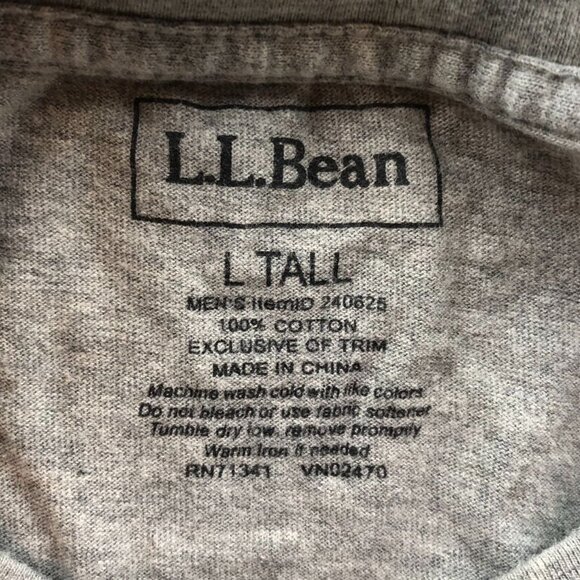 L.L.Bean
L TALL
MEN'S ItemID 240625
100% COTTON
EXCLUSIVE OF TRIM
MADE IN CHINA
Machine wash cold with like colors
Do not bleach or use fabric softener
Tumble dry low, remove promptly
Warm iron if needed
RN71341 VN02470